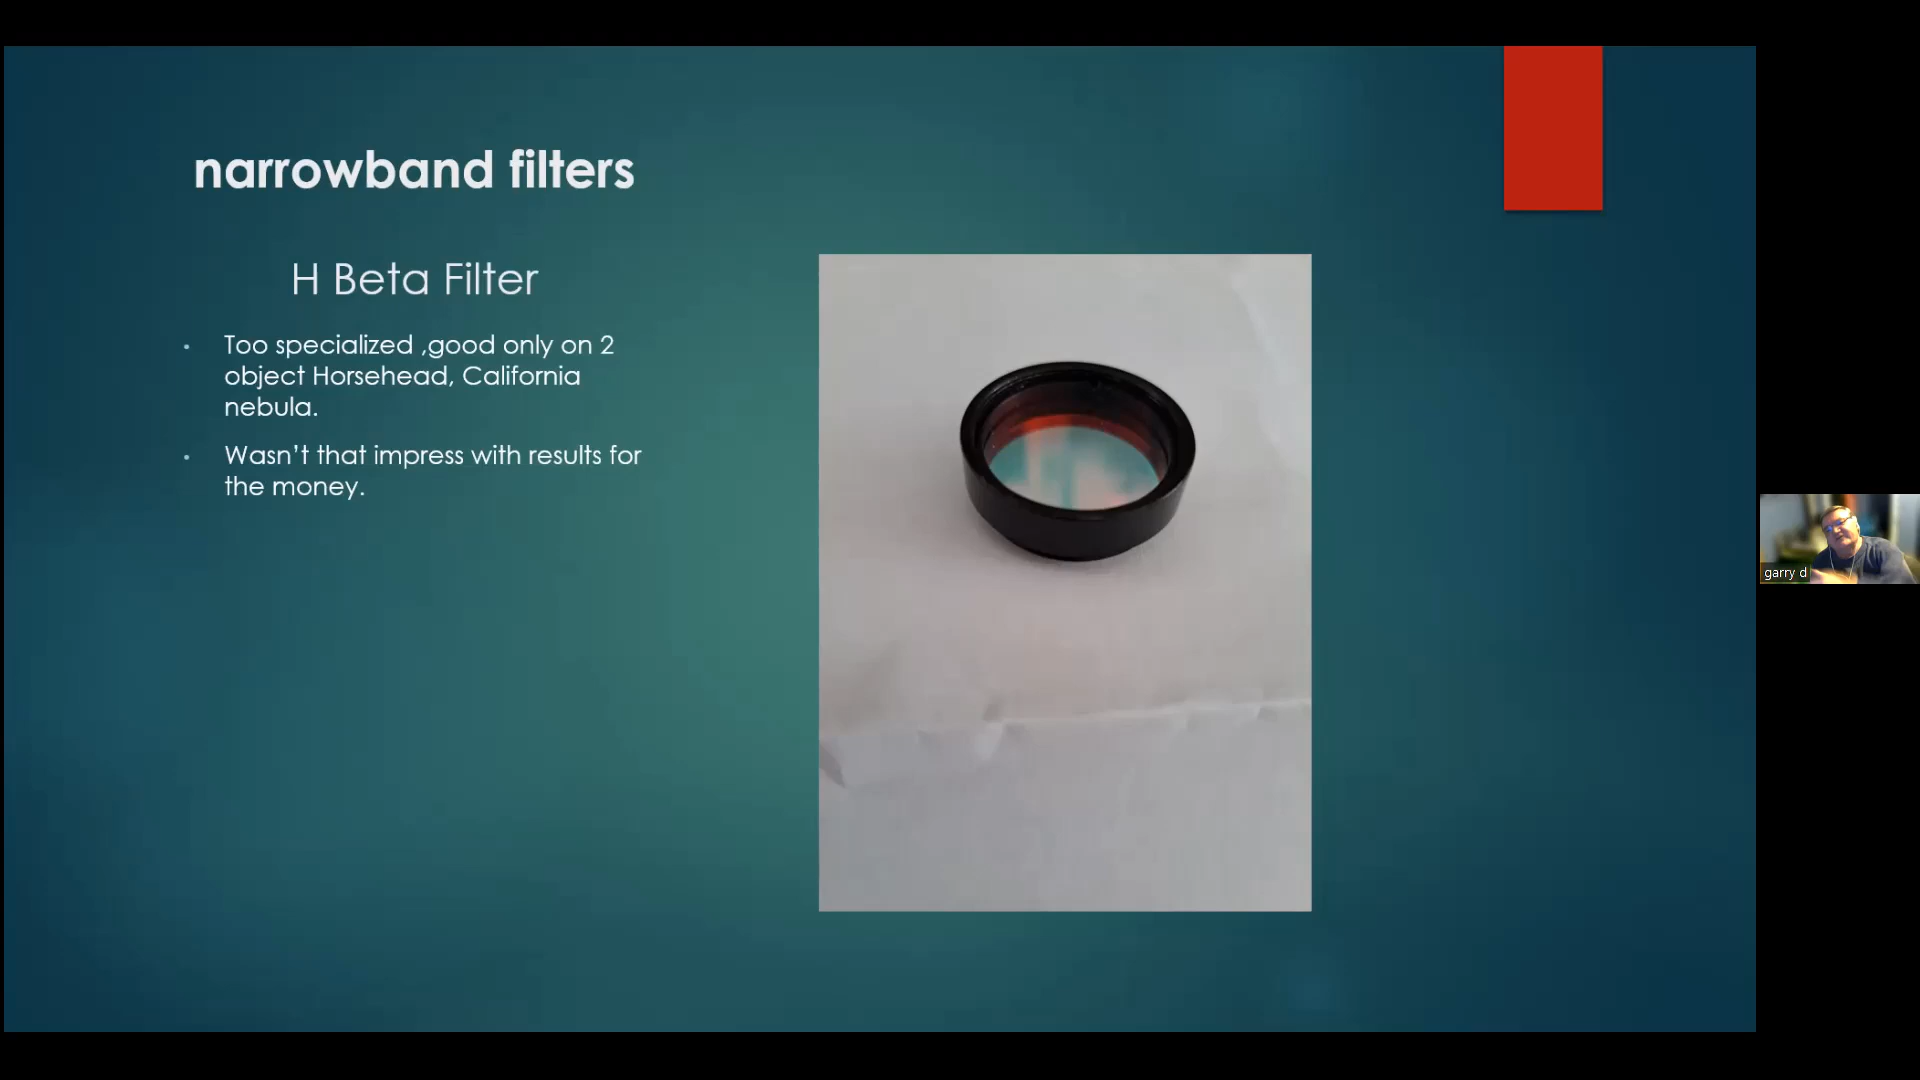 narrowband filters
H Beta Filter
• Too specialized ,good only on 2
object Horsehead, California
nebula.
• Wasn't that impress with results for
the money.
garry d